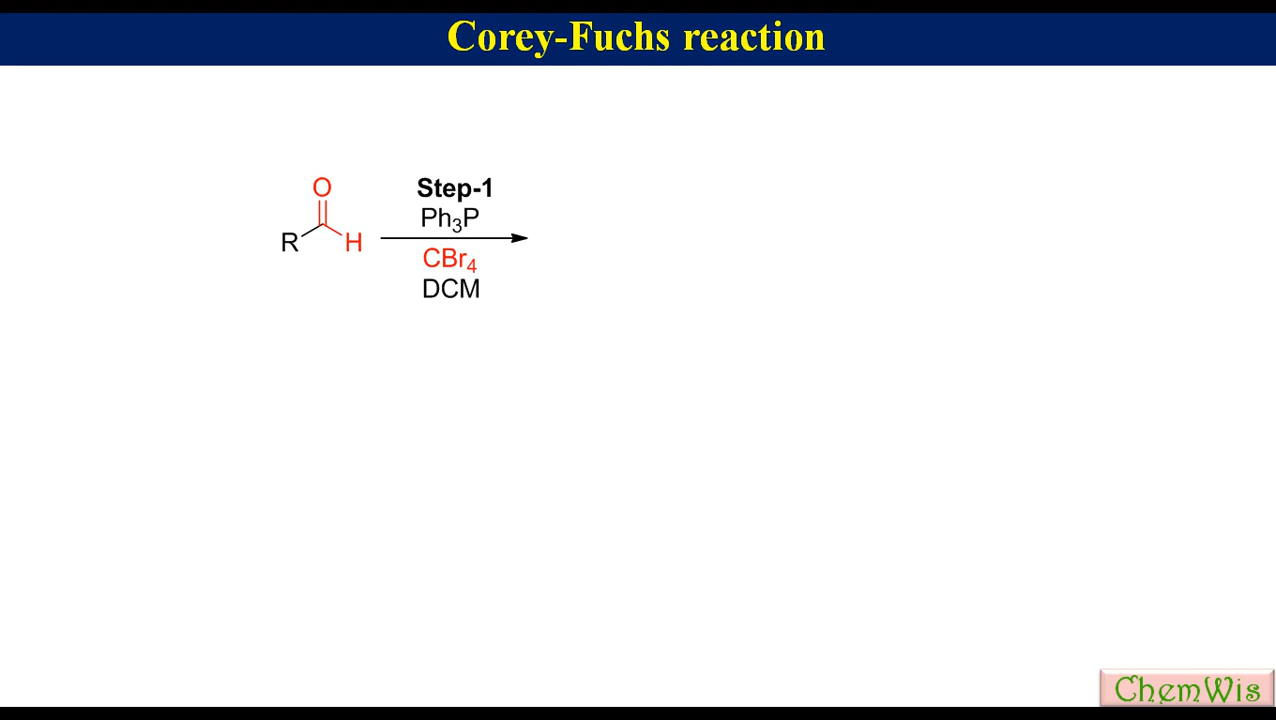 Corey-Fuchs reaction
O
R
H
Step-1
Ph3P
CBr4
DCM
ChemWis